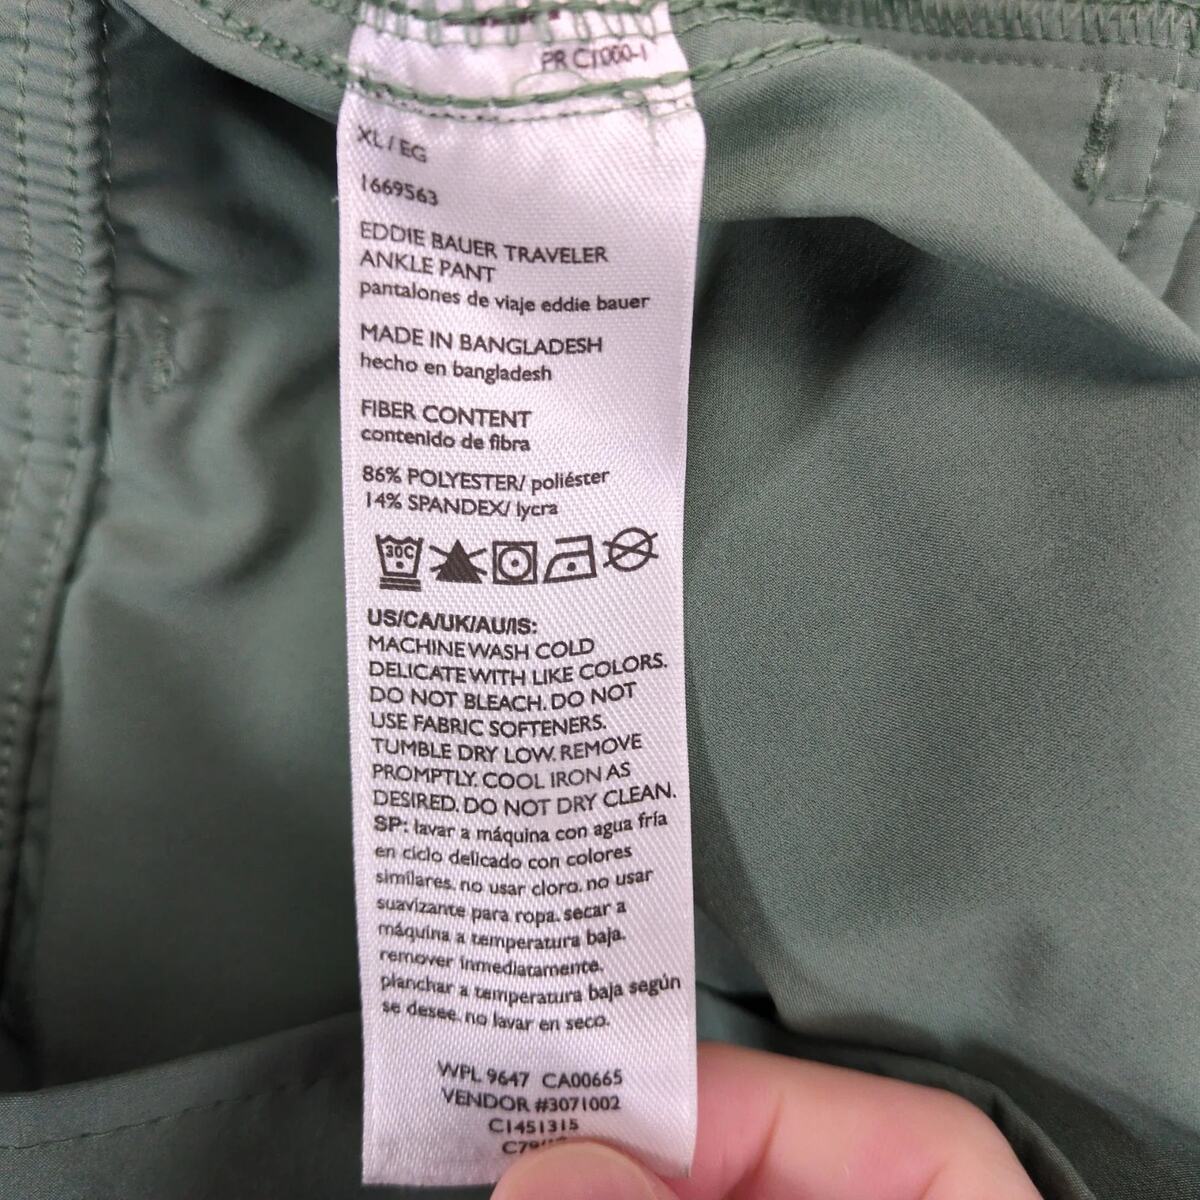 PR C1000-1
XL / EG
1669563
EDDIE BAUER TRAVELER
ANKLE PANT
pantalones de viaje eddie bauer
MADE IN BANGLADESH
hecho en bangladesh
FIBER CONTENT
contenido de fibra
86% POLYESTER/ poliéster
14% SPANDEX/ lycra
30C
US/CA/UK/AU/IS:
MACHINE WASH COLD
DELICATE WITH LIKE COLORS.
DO NOT BLEACH. DO NOT
USE FABRIC SOFTENERS.
TUMBLE DRY LOW. REMOVE
PROMPTLY. COOL IRON AS
DESIRED. DO NOT DRY CLEAN.
SP: lavar a máquina con agua fría
en ciclo delicado con colores
similares. no usar cloro. no usar
suavizante para ropa. secar a
máquina a temperatura baja.
remover inmediatamente.
planchar a temperatura baja según
se desee. no lavar en seco.
WPL 9647 CA00665
VENDOR #3071002
C1451315